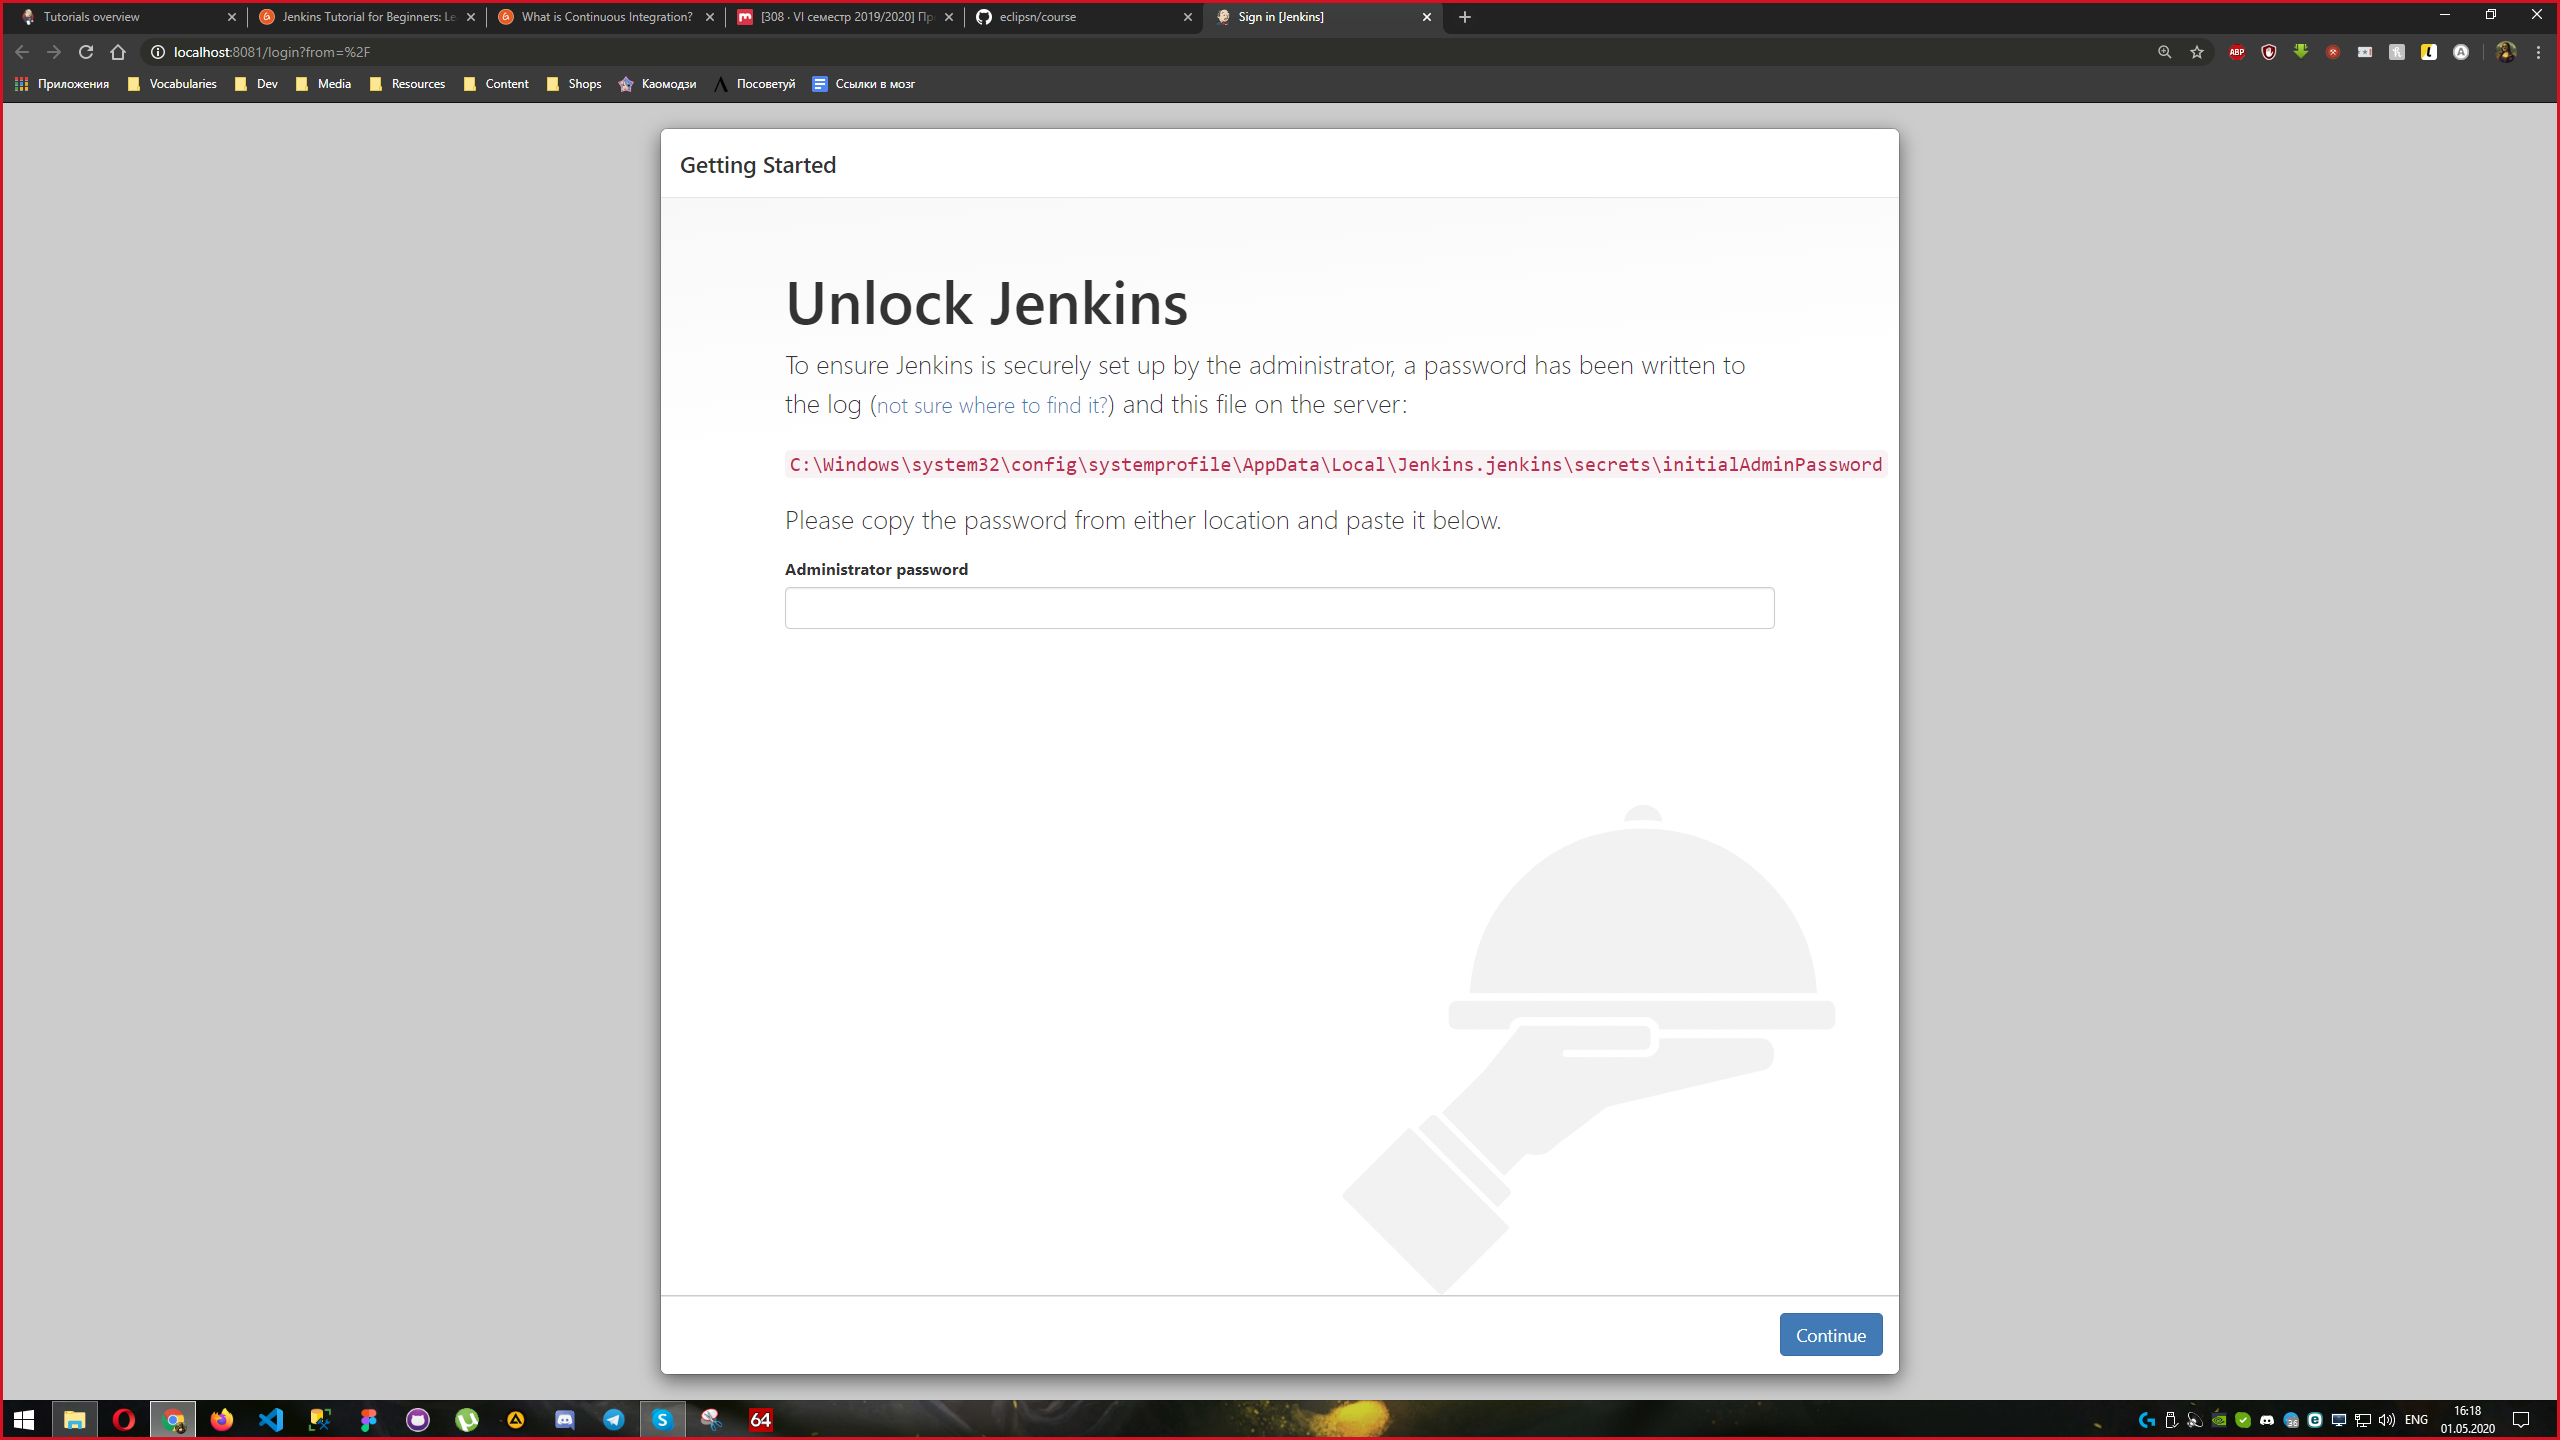 Tutorials overview
Jenkins Tutorial for Beginners: Le
What is Continuous Integration?
[308 · VI семестр 2019/2020] Пр
eclipsn/course
Sign in [Jenkins]
localhost:8081/login?from=%2F
ABP
Приложения
Vocabularies
Dev
Media
Resources
Content
Shops
Каомодзи
Посоветуй
Ссылки в мозг
Getting Started
Unlock Jenkins
To ensure Jenkins is securely set up by the administrator, a password has been written to
the log (not sure where to find it?) and this file on the server:
C:\Windows\system32\config\systemprofile\AppData\Local\Jenkins.jenkins\secrets\initialAdminPassword
Please copy the password from either location and paste it below.
Administrator password
Continue
64
36
ENG
16:18
01.05.2020